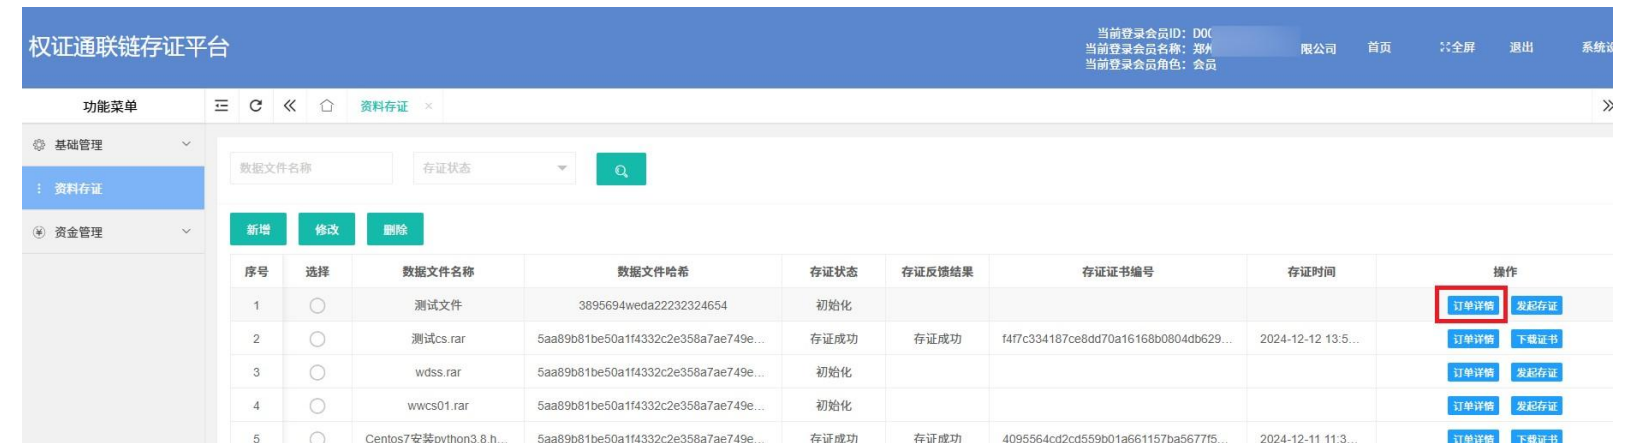 权证通联链存证平台
当前登录会员ID: D00
当前登录会员名称: 郑州 限公司
当前登录会员角色: 会员
首页 全屏 退出 系统
功能菜单
资料存证 ×
基础管理
资料存证
资金管理
数据文件名称 存证状态
新增 修改 删除
序号 选择 数据文件名称 数据文件哈希 存证状态 存证反馈结果 存证证书编号 存证时间 操作
1 测试文件 3895694weda22232324654 初始化 订单详情 发起存证
2 测试cs.rar 5aa89b81be50a1f4332c2e358a7ae749e... 存证成功 存证成功 f4f7c334187ce8dd70a16168b0804db629... 2024-12-12 13:5... 订单详情 下载证书
3 wdss.rar 5aa89b81be50a1f4332c2e358a7ae749e... 初始化 订单详情 发起存证
4 wwcs01.rar 5aa89b81be50a1f4332c2e358a7ae749e... 初始化 订单详情 发起存证
5 Centos7安装python3.8.h... 5aa89b81be50a1f4332c2e358a7ae749e... 存证成功 存证成功 4095564cd2cd559b01a661157ba5677f5... 2024-12-11 11:3... 订单详情 下载证书